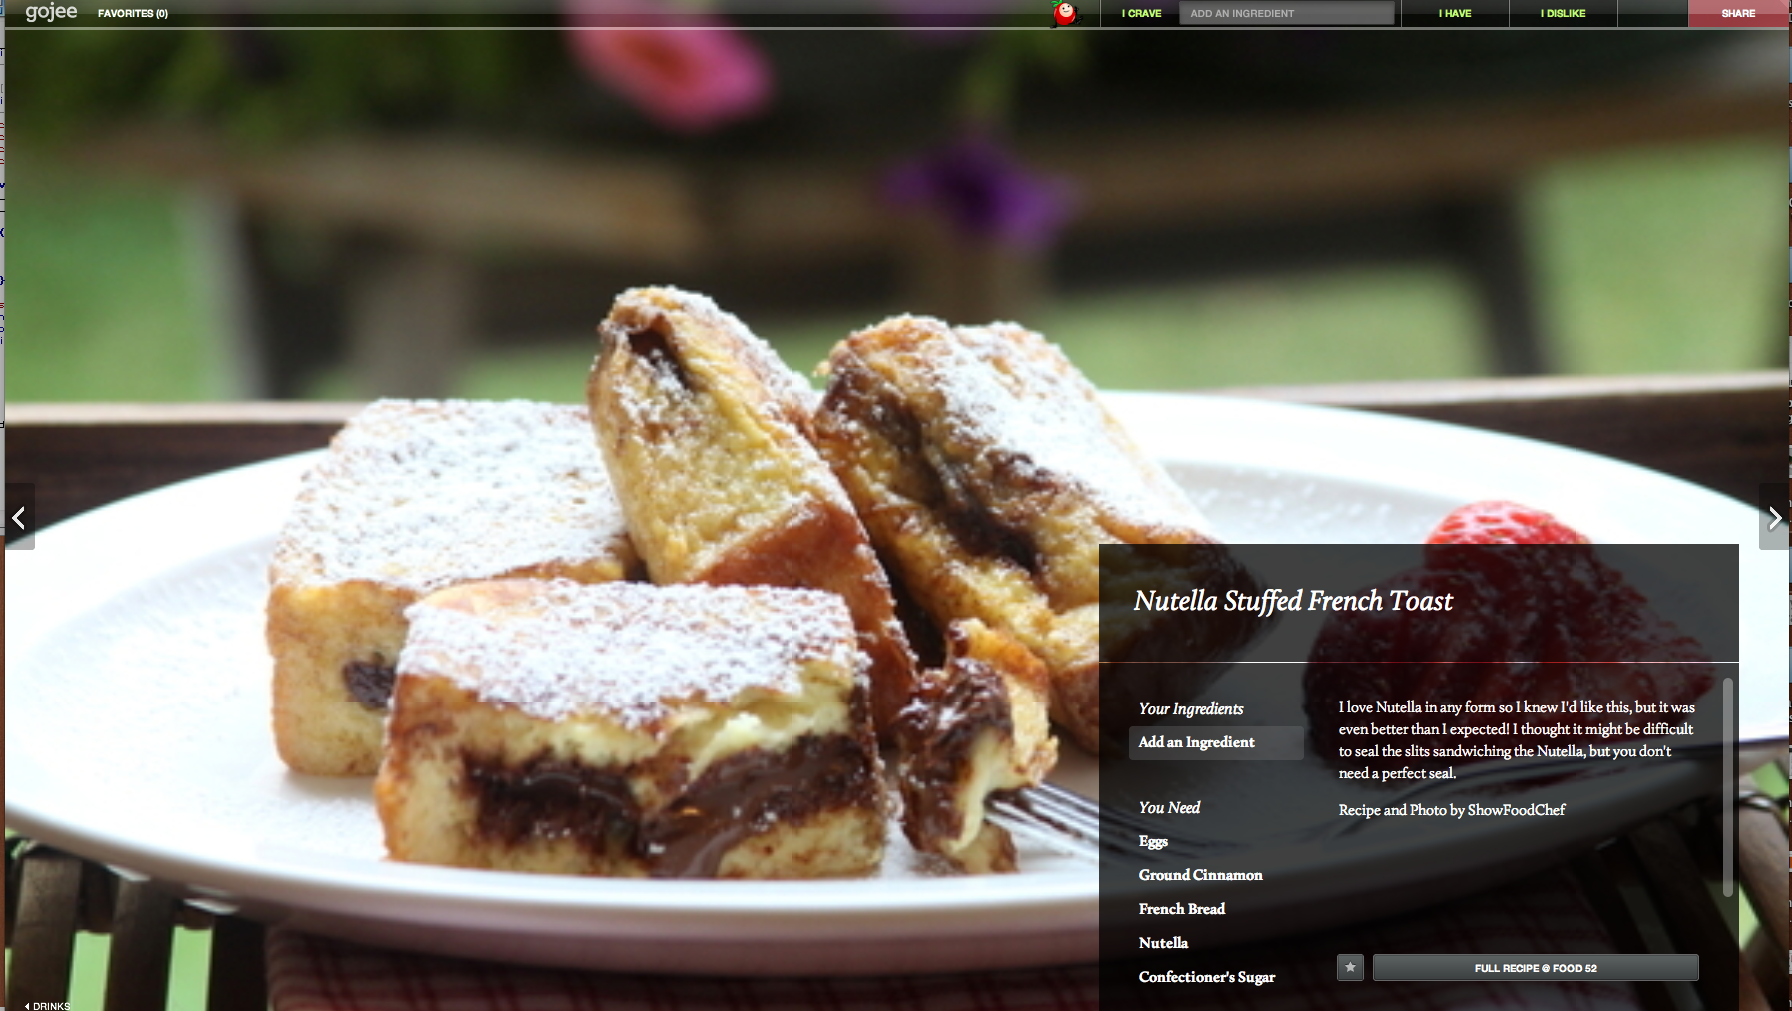 gojee
FAVORITES (0)
I CRAVE
ADD AN INGREDIENT
I HAVE
I DISLIKE
SHARE
Nutella Stuffed French Toast
Your Ingredients
Add an Ingredient
You Need
Eggs
Ground Cinnamon
French Bread
Nutella
Confectioner's Sugar
I love Nutella in any form so I knew I'd like this, but it was
even better than I expected! I thought it might be difficult
to seal the slits sandwiching the Nutella, but you don't
need a perfect seal.
Recipe and Photo by ShowFoodChef
FULL RECIPE @ FOOD 52
DRINKS